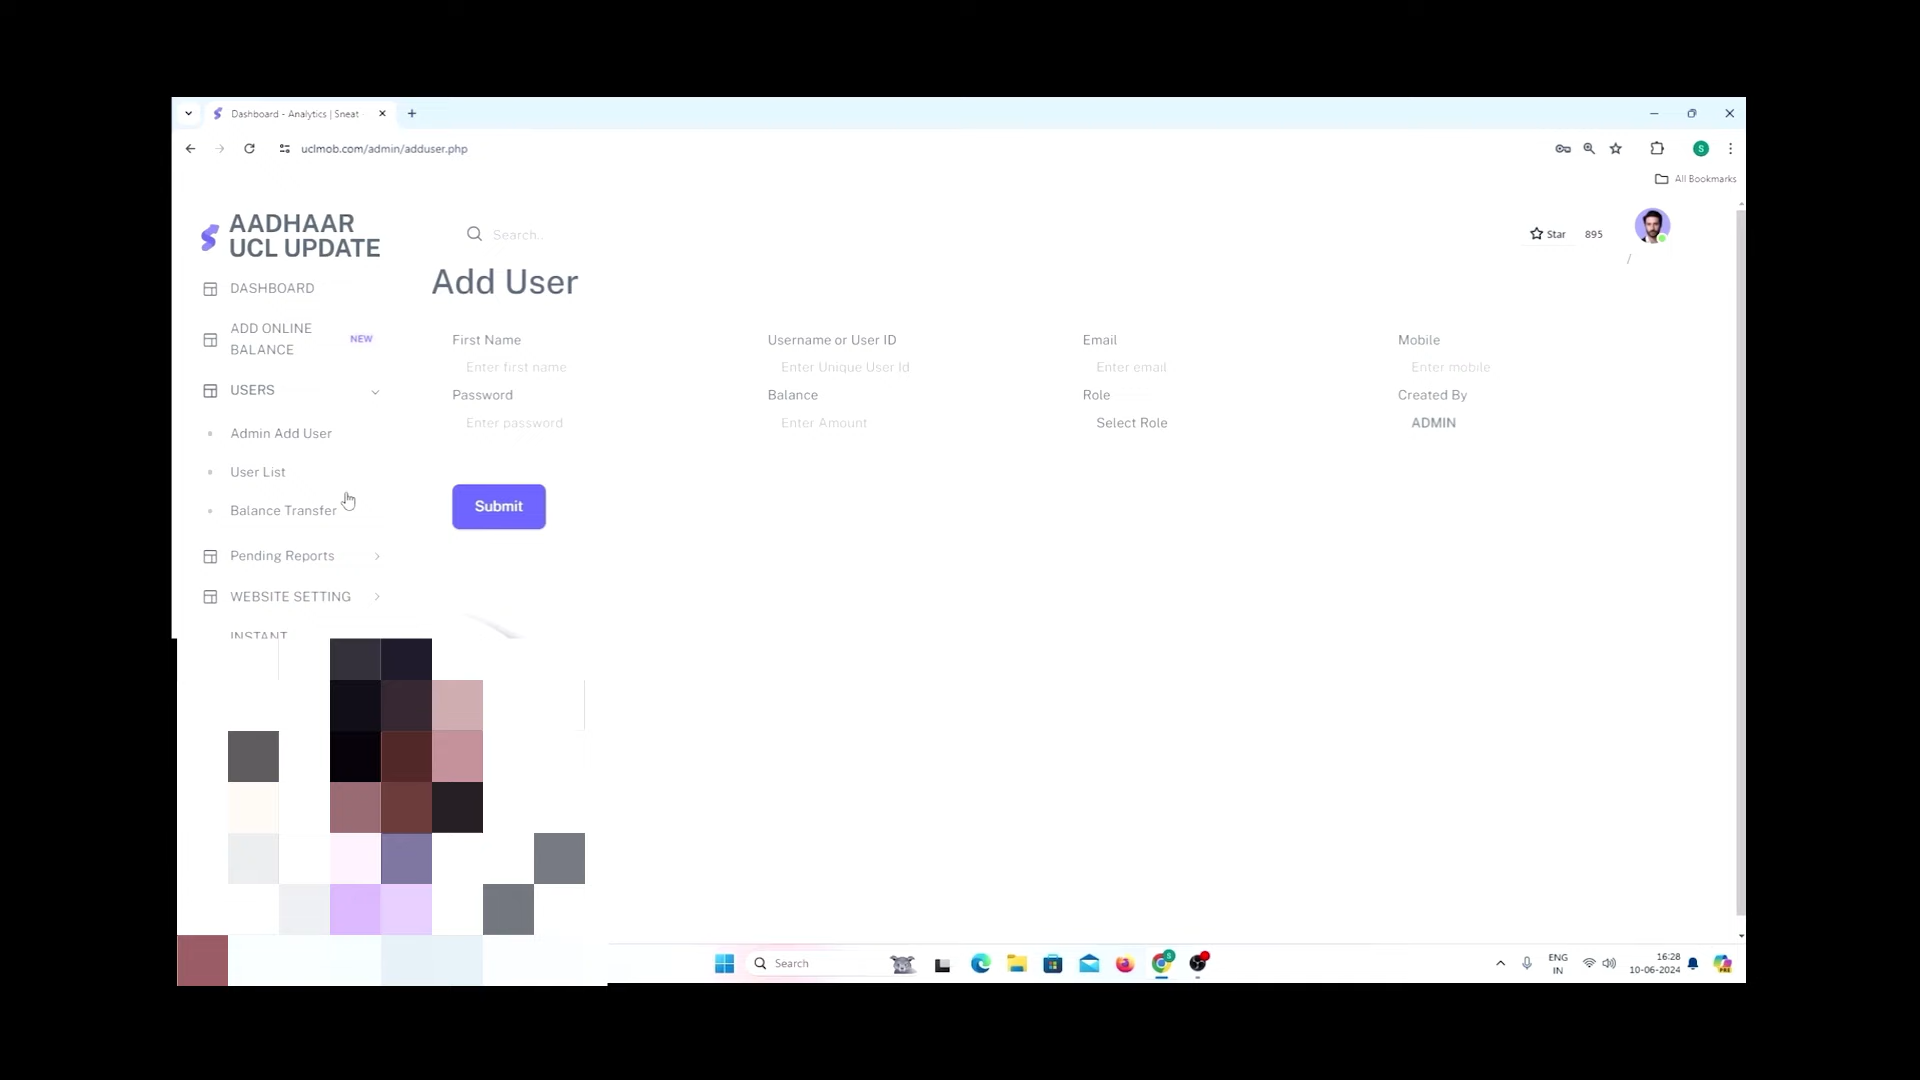 Dashboard - Analytics | Sneat
uclmob.com/admin/adduser.php
S
All Bookmarks
AADHAAR
UCL UPDATE
Search..
Star
895
/
DASHBOARD
Add User
ADD ONLINE
BALANCE
NEW
First Name
Username or User ID
Email
Mobile
Enter first name
Enter Unique User Id
Enter email
Enter mobile
USERS
Password
Balance
Role
Created By
Enter password
Enter Amount
Select Role
ADMIN
Admin Add User
User List
Balance Transfer
Submit
Pending Reports
WEBSITE SETTING
INSTANT
Search
S
ENG
IN
16:28
10-06-2024
PRE